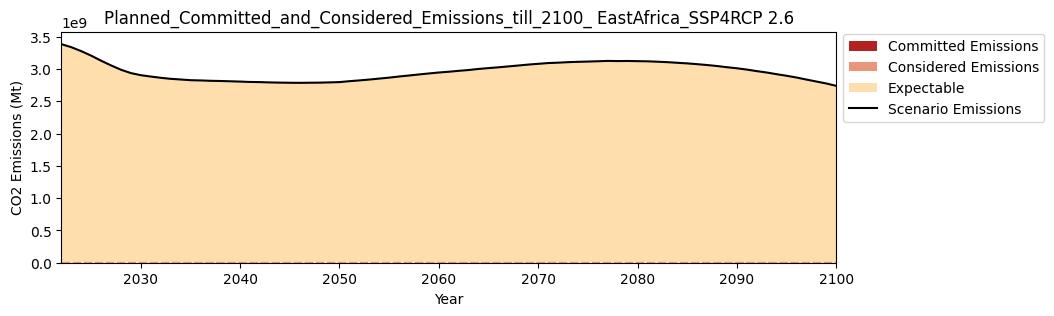 Planned_Committed_and_Considered_Emissions_till_2100_ EastAfrica_SSP4RCP 2.6
1e9
3.5
3.0
2.5
2.0
1.5
1.0
0.5
0.0
CO2 Emissions (Mt)
2030 2040 2050 2060 2070 2080 2090 2100
Year
Committed Emissions
Considered Emissions
Expectable
Scenario Emissions